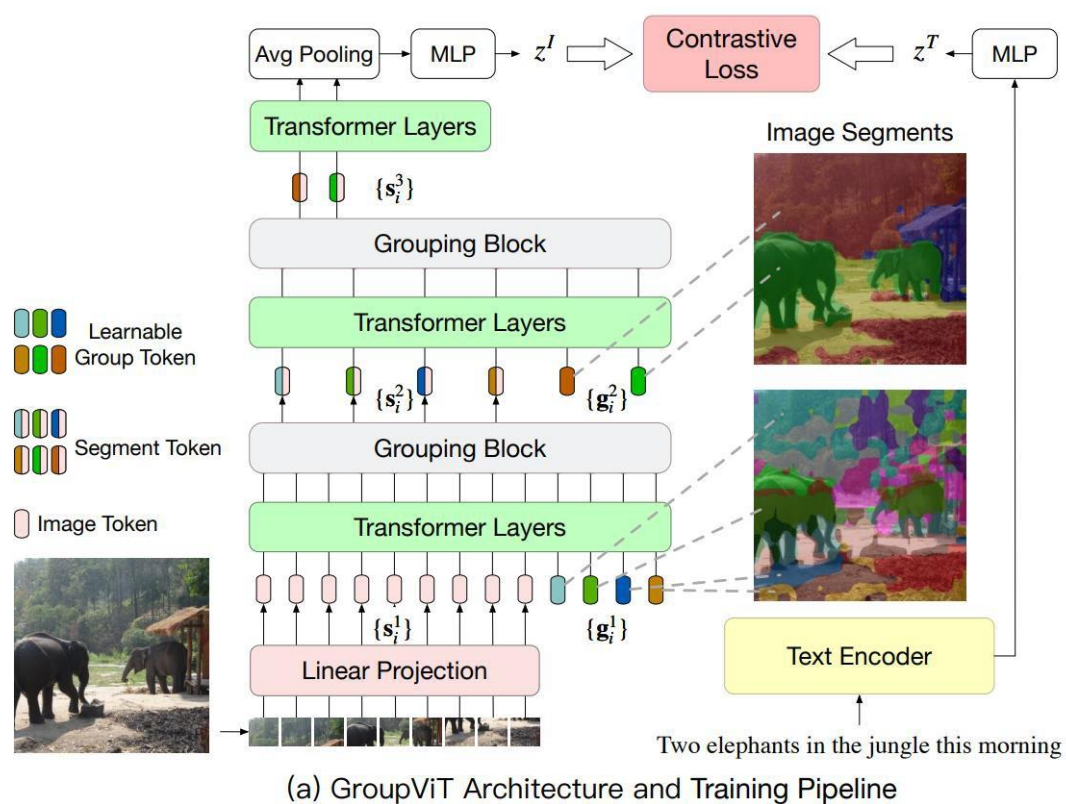 Avg Pooling
MLP
z^I
Contrastive
Loss
z^T
MLP
Transformer Layers
Image Segments
{s_i^3}
Grouping Block
Transformer Layers
Learnable
Group Token
{s_i^2}
{g_i^2}
Segment Token
Grouping Block
Image Token
Transformer Layers
{s_i^1}
{g_i^1}
Linear Projection
Text Encoder
Two elephants in the jungle this morning
(a) GroupViT Architecture and Training Pipeline